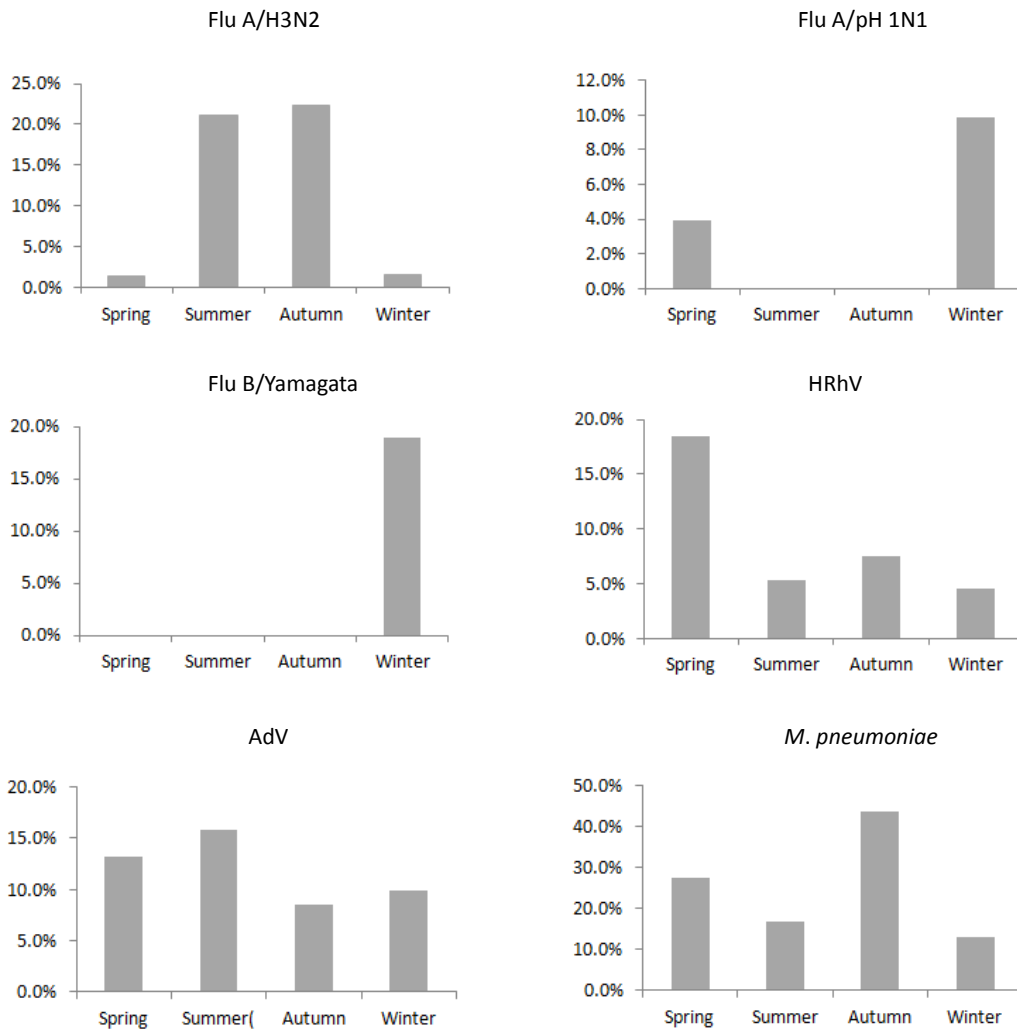 Flu A/H3N2
25.0%
20.0%
15.0%
10.0%
5.0%
0.0%
Spring Summer Autumn Winter
Flu A/pH 1N1
12.0%
10.0%
8.0%
6.0%
4.0%
2.0%
0.0%
Spring Summer Autumn Winter
Flu B/Yamagata
20.0%
15.0%
10.0%
5.0%
0.0%
Spring Summer Autumn Winter
HRhV
20.0%
15.0%
10.0%
5.0%
0.0%
Spring Summer Autumn Winter
AdV
20.0%
15.0%
10.0%
5.0%
0.0%
Spring Summer( Autumn Winter
M. pneumoniae
50.0%
40.0%
30.0%
20.0%
10.0%
0.0%
Spring Summer Autumn Winter